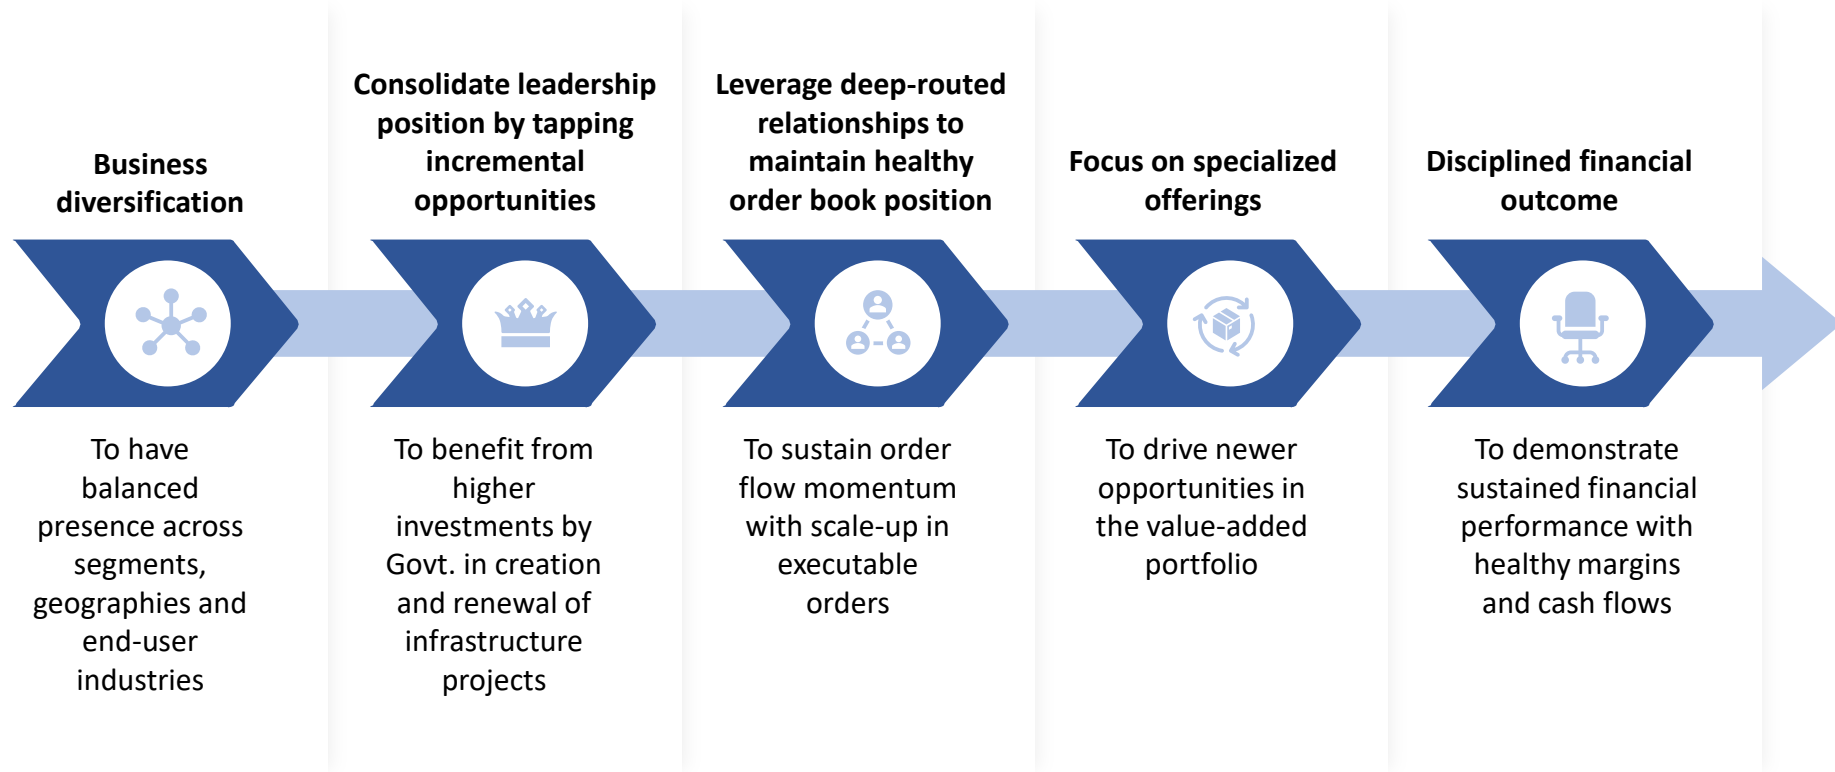 Business
diversification
To have
balanced
presence across
segments,
geographies and
end-user
industries
Consolidate leadership
position by tapping
incremental
opportunities
To benefit from
higher
investments by
Govt. in creation
and renewal of
infrastructure
projects
Leverage deep-routed
relationships to
maintain healthy
order book position
To sustain order
flow momentum
with scale-up in
executable
orders
Focus on specialized
offerings
To drive newer
opportunities in
the value-added
portfolio
Disciplined financial
outcome
To demonstrate
sustained financial
performance with
healthy margins
and cash flows